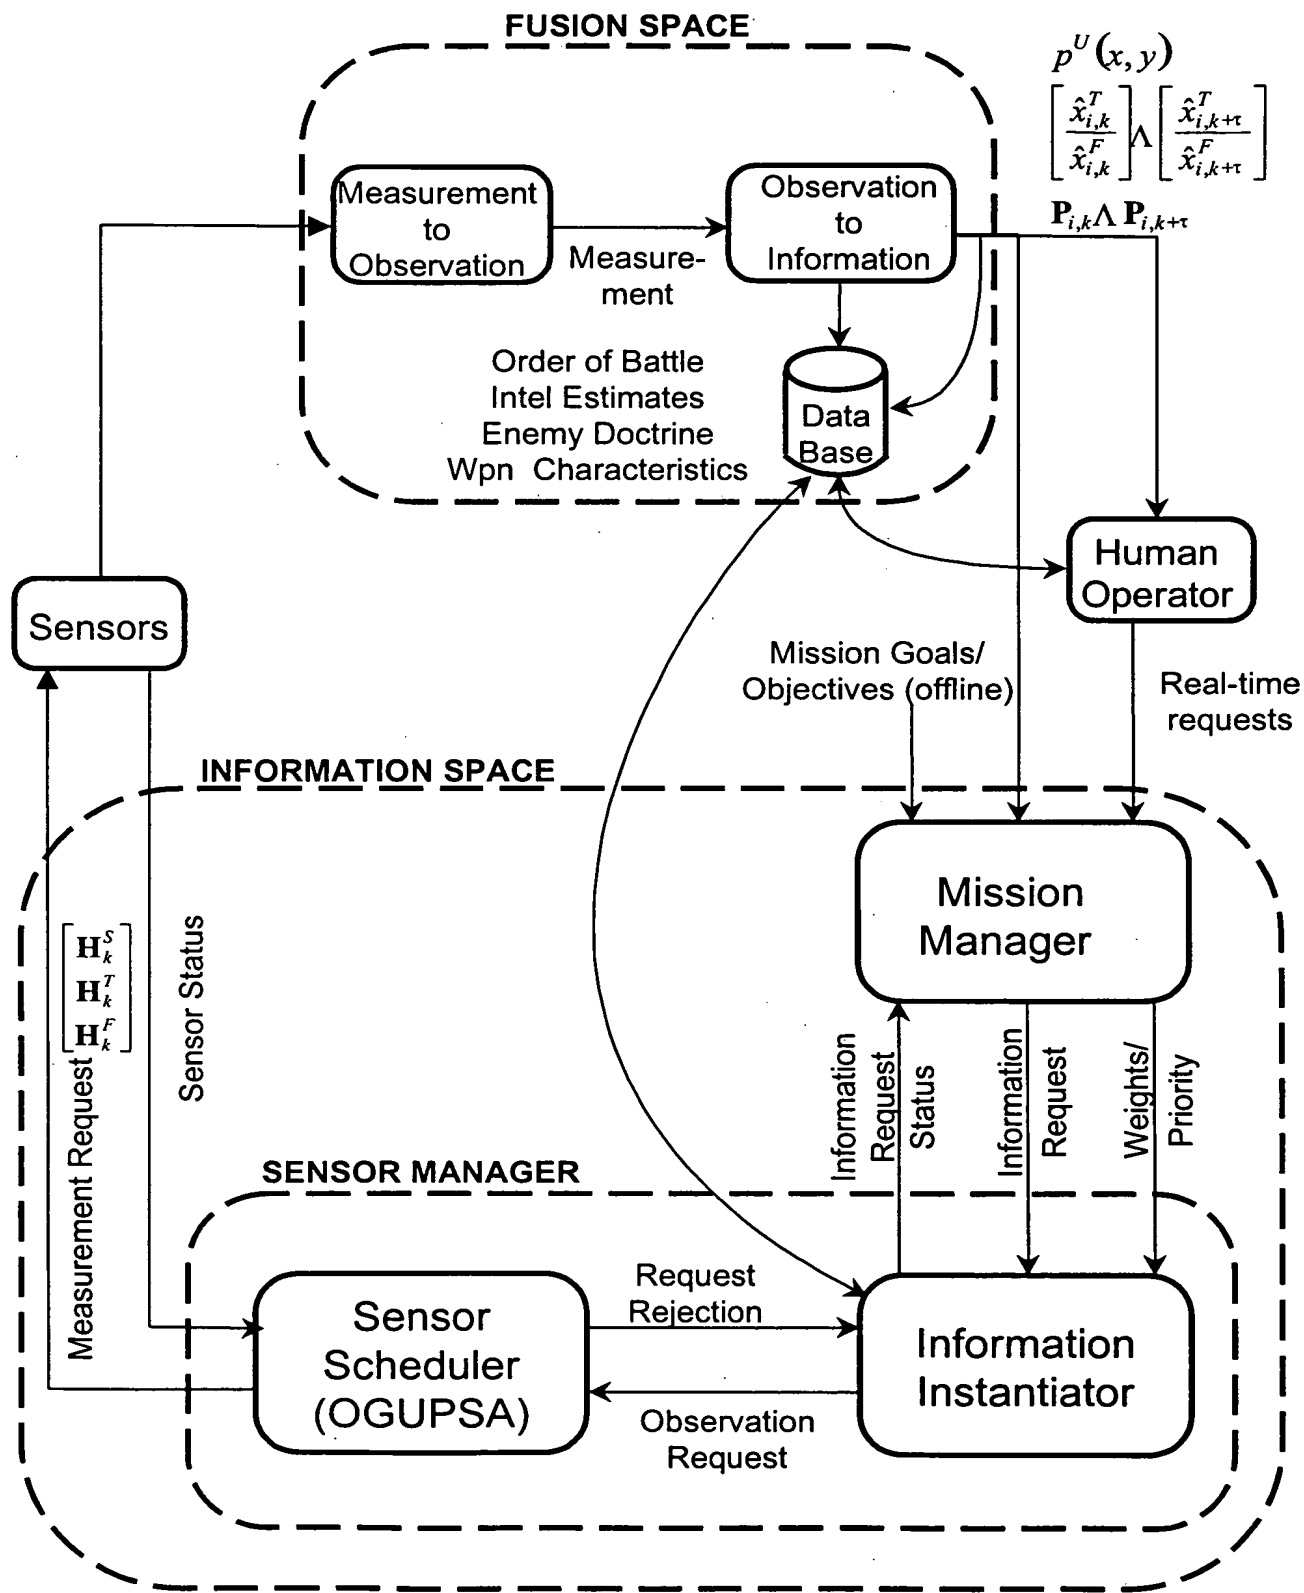 FUSION SPACE
p^U(x, y)
[x̂^T_{i,k} / x̂^F_{i,k}] Λ [x̂^T_{i,k+τ} / x̂^F_{i,k+τ}]
P_{i,k} Λ P_{i,k+τ}
Measurement
to
Observation
Measure-
ment
Observation
to
Information
Order of Battle
Intel Estimates
Enemy Doctrine
Wpn Characteristics
Data
Base
Human
Operator
Sensors
Mission Goals/
Objectives (offline)
Real-time
requests
INFORMATION SPACE
Mission
Manager
[H^S_k
H^T_k
H^F_k]
Measurement Request
Sensor Status
Information
Request
Status
Information
Request
Weights/
Priority
SENSOR MANAGER
Sensor
Scheduler
(OGUPSA)
Request
Rejection
Observation
Request
Information
Instantiator